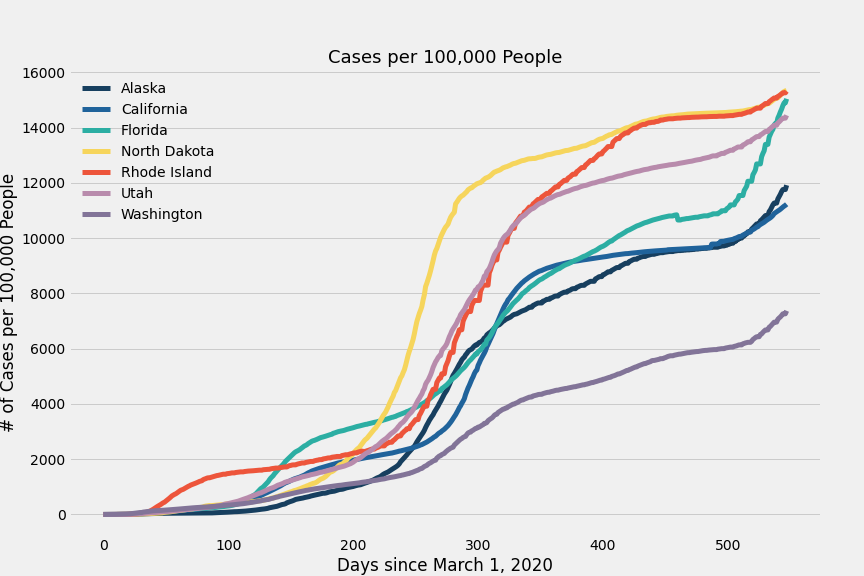 Cases per 100,000 People
16000
14000
12000
10000
8000
6000
4000
2000
0
# of Cases per 100,000 People
Alaska
California
Florida
North Dakota
Rhode Island
Utah
Washington
0 100 200 300 400 500
Days since March 1, 2020